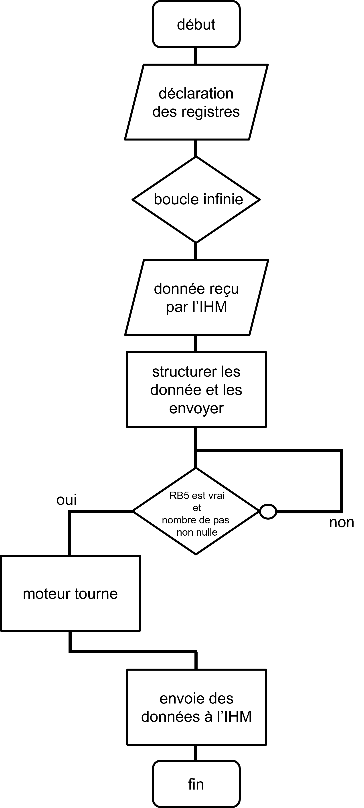 début
déclaration
des registres
boucle infinie
donnée reçu
par l'IHM
structurer les
donnée et les
envoyer
RB5 est vrai
et
nombre de pas
non nulle
oui
non
moteur tourne
envoie des
données à l'IHM
fin